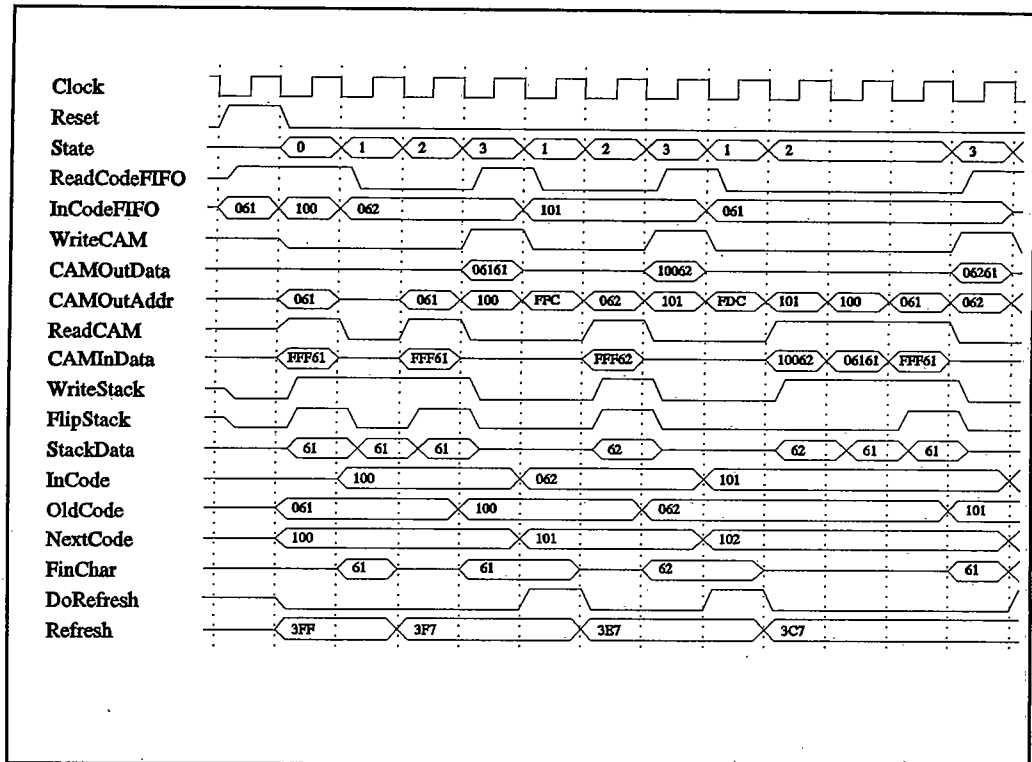 Clock
Reset
State 0 1 2 3 1 2 3 1 2 3
ReadCodeFIFO
InCodeFIFO 061 100 062 101 061
WriteCAM
CAMOutData 06161 10062 06261
CAMOutAddr 061 061 100 FFC 062 101 FDC 101 100 061 062
ReadCAM
CAMInData FFF61 FFF61 FFF62 10062 06161 FFF61
WriteStack
FlipStack
StackData 61 61 61 62 62 61 61
InCode 100 062 101
OldCode 061 100 062 101
NextCode 100 101 102
FinChar 61 61 62 61
DoRefresh
Refresh 3FF 3F7 3E7 3C7